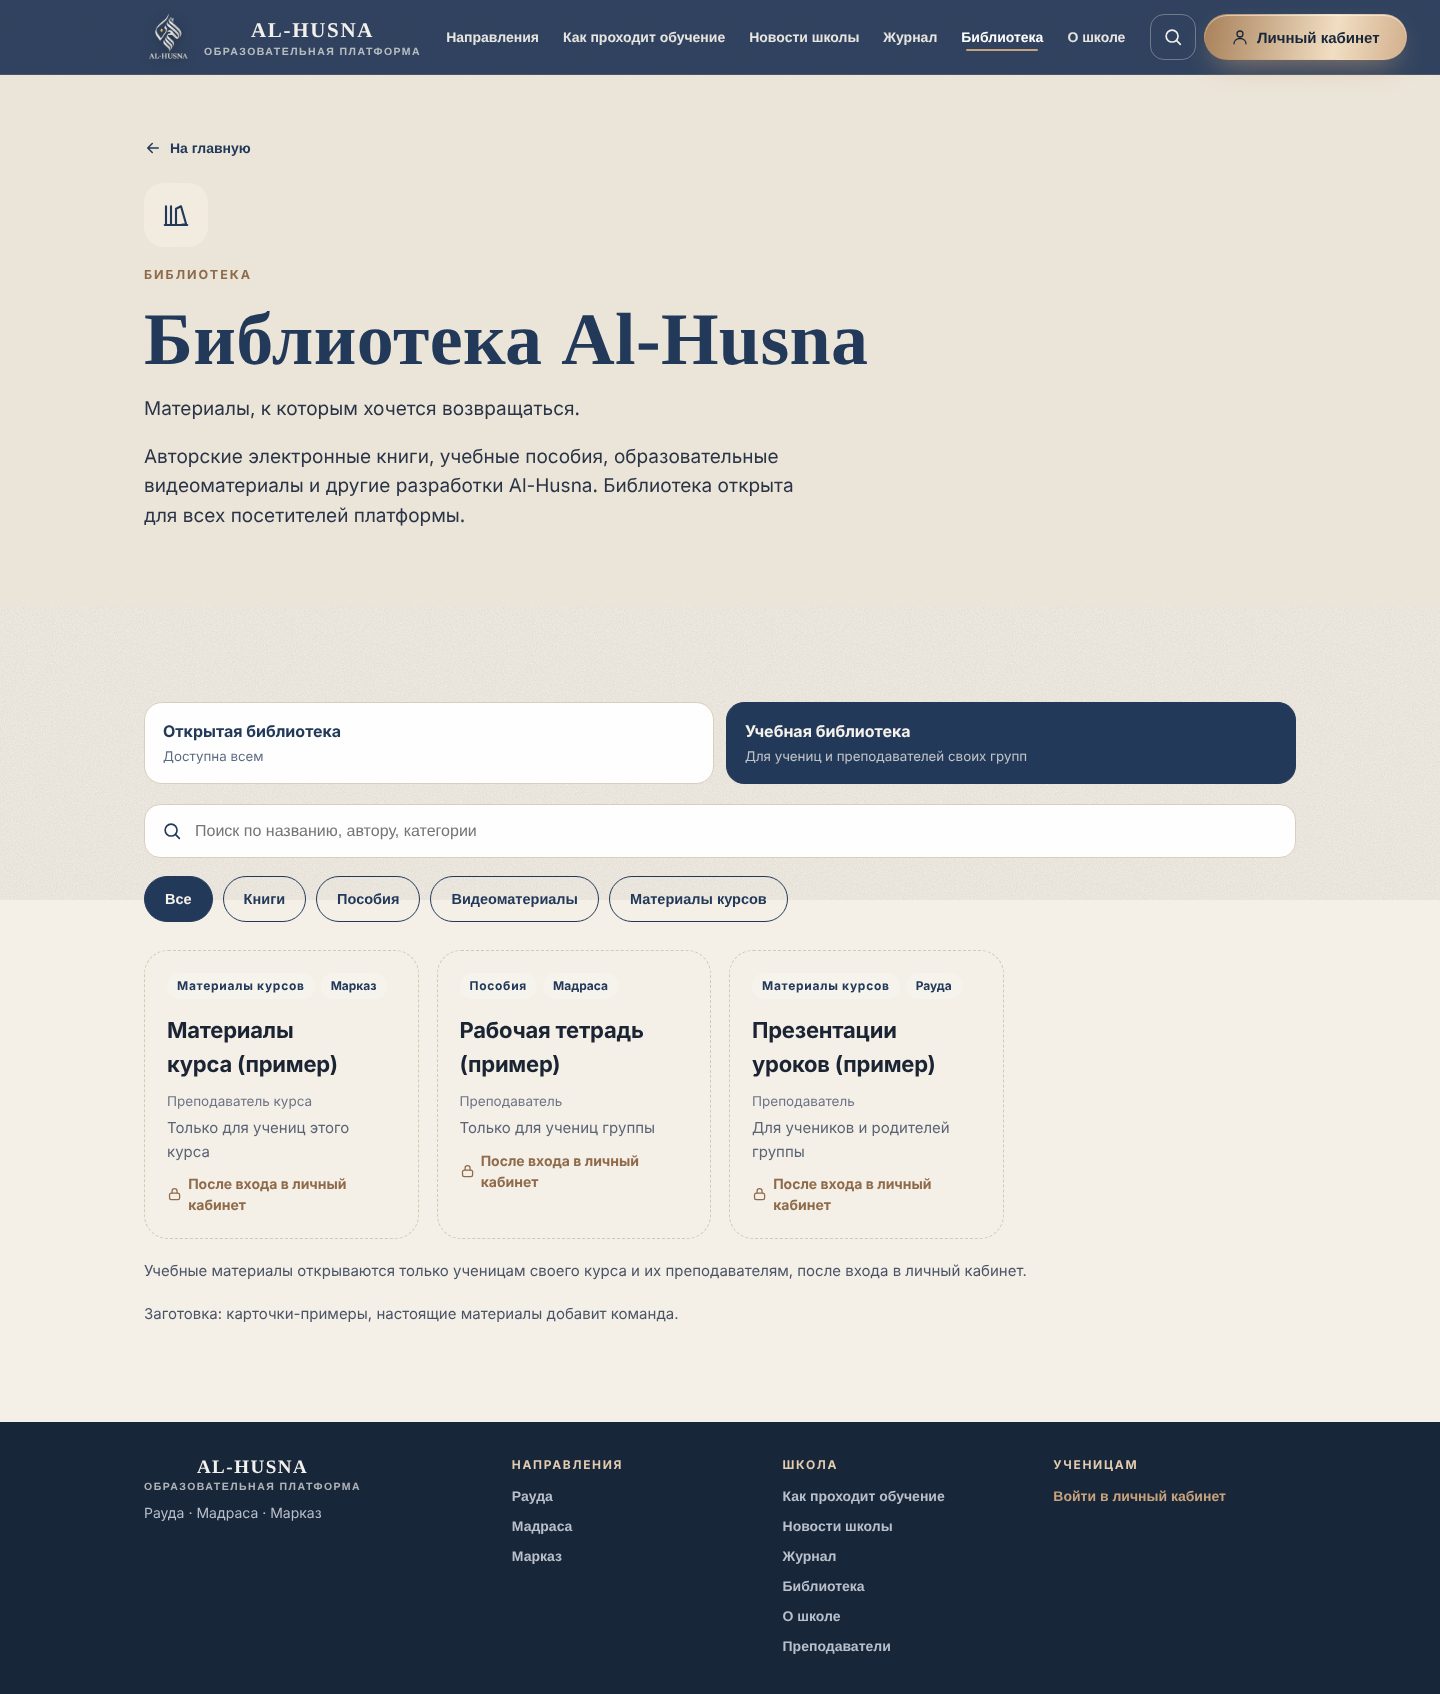 AL-HUSNA
AL-HUSNA
ОБРАЗОВАТЕЛЬНАЯ ПЛАТФОРМА
Направления
Как проходит обучение
Новости школы
Журнал
Библиотека
О школе
Личный кабинет
На главную
БИБЛИОТЕКА
Библиотека Al-Husna
Материалы, к которым хочется возвращаться.
Авторские электронные книги, учебные пособия, образовательные
видеоматериалы и другие разработки Al-Husna. Библиотека открыта
для всех посетителей платформы.
Открытая библиотека
Доступна всем
Учебная библиотека
Для учениц и преподавателей своих групп
Поиск по названию, автору, категории
Все
Книги
Пособия
Видеоматериалы
Материалы курсов
Материалы курсов
Марказ
Материалы
курса (пример)
Преподаватель курса
Только для учениц этого
курса
После входа в личный
кабинет
Пособия
Мадраса
Рабочая тетрадь
(пример)
Преподаватель
Только для учениц группы
После входа в личный
кабинет
Материалы курсов
Рауда
Презентации
уроков (пример)
Преподаватель
Для учеников и родителей
группы
После входа в личный
кабинет
Учебные материалы открываются только ученицам своего курса и их преподавателям, после входа в личный кабинет.
Заготовка: карточки-примеры, настоящие материалы добавит команда.
AL-HUSNA
ОБРАЗОВАТЕЛЬНАЯ ПЛАТФОРМА
Рауда · Мадраса · Марказ
НАПРАВЛЕНИЯ
Рауда
Мадраса
Марказ
ШКОЛА
Как проходит обучение
Новости школы
Журнал
Библиотека
О школе
Преподаватели
УЧЕНИЦАМ
Войти в личный кабинет